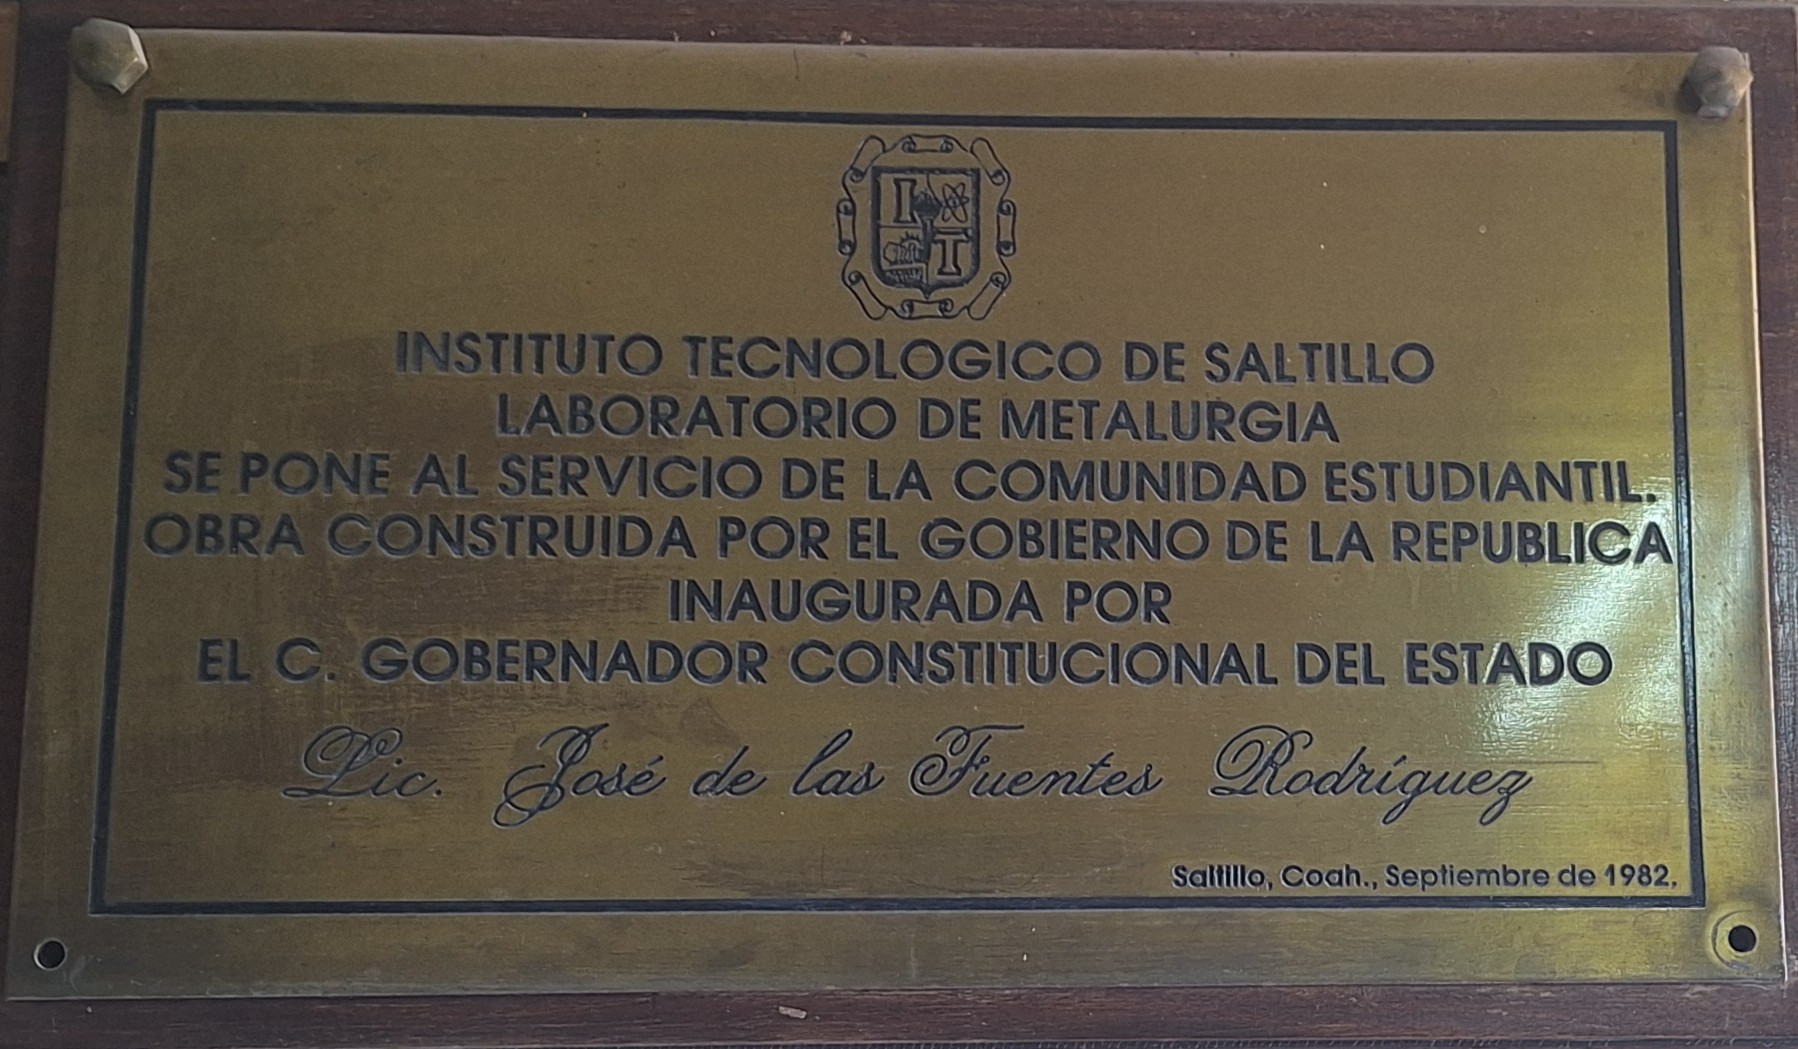 I
T
INSTITUTO TECNOLOGICO DE SALTILLO
LABORATORIO DE METALURGIA
SE PONE AL SERVICIO DE LA COMUNIDAD ESTUDIANTIL.
OBRA CONSTRUIDA POR EL GOBIERNO DE LA REPUBLICA
INAUGURADA POR
EL C. GOBERNADOR CONSTITUCIONAL DEL ESTADO
Lic. José de las Fuentes Rodríguez
Saltillo, Coah., Septiembre de 1982.